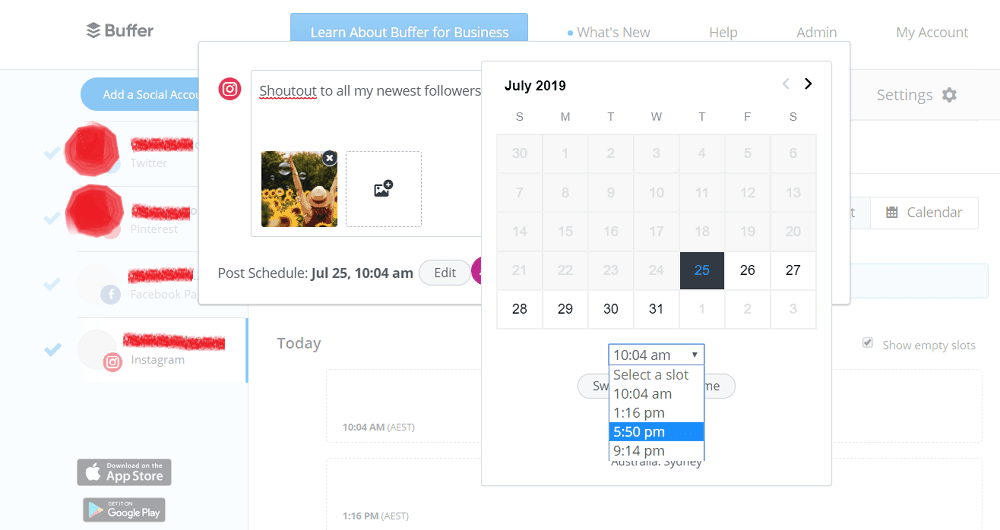 Buffer
Learn About Buffer for Business
What's New
Help
Admin
My Account
Add a Social Accou
Settings
Shoutout to all my newest followers
Twitter
Pinterest
Facebook Pa
Instagram
Calendar
Post Schedule: Jul 25, 10:04 am
Edit
July 2019
S M T W T F S
30 1 2 3 4 5 6
7 8 9 10 11 12 13
14 15 16 17 18 19 20
21 22 23 24 25 26 27
28 29 30 31 1 2 3
10:04 am
Select a slot
10:04 am
1:16 pm
5:50 pm
9:14 pm
Australia: Sydney
Today
Show empty slots
10:04 AM (AEST)
1:16 PM (AEST)
Download on the
App Store
GET IT ON
Google Play